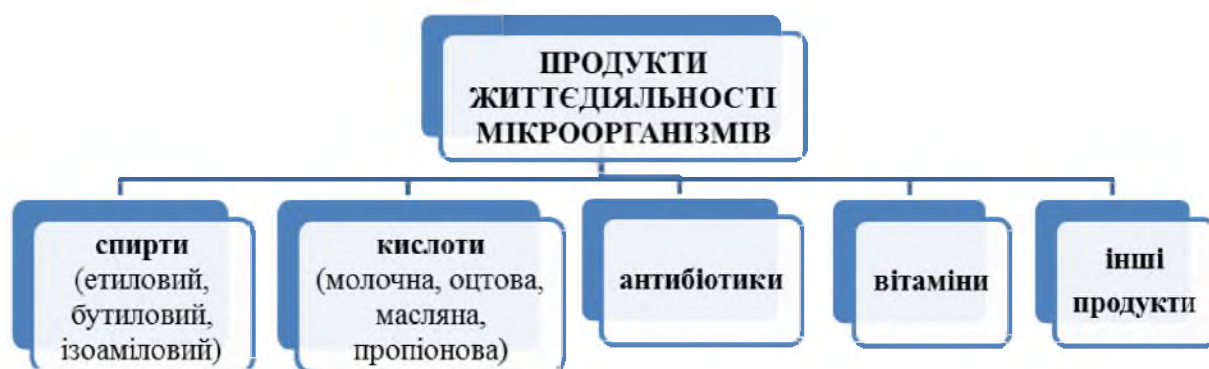 ПРОДУКТИ
ЖИТТЄДІЯЛЬНОСТІ
МІКРООРГАНІЗМІВ
спирти
(етиловий,
бутиловий,
ізоаміловий)
кислоти
(молочна, оцтова,
масляна,
пропіонова)
антибіотики
вітаміни
інші
продукти